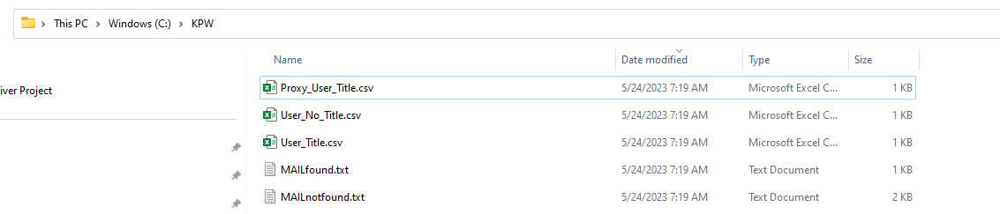 This PC > Windows (C:) > KPW
Name Date modified Type Size
iver Project
Proxy_User_Title.csv 5/24/2023 7:19 AM Microsoft Excel C... 1 KB
User_No_Title.csv 5/24/2023 7:19 AM Microsoft Excel C... 1 KB
User_Title.csv 5/24/2023 7:19 AM Microsoft Excel C... 1 KB
MAILfound.txt 5/24/2023 7:19 AM Text Document 1 KB
MAILnotfound.txt 5/24/2023 7:19 AM Text Document 2 KB